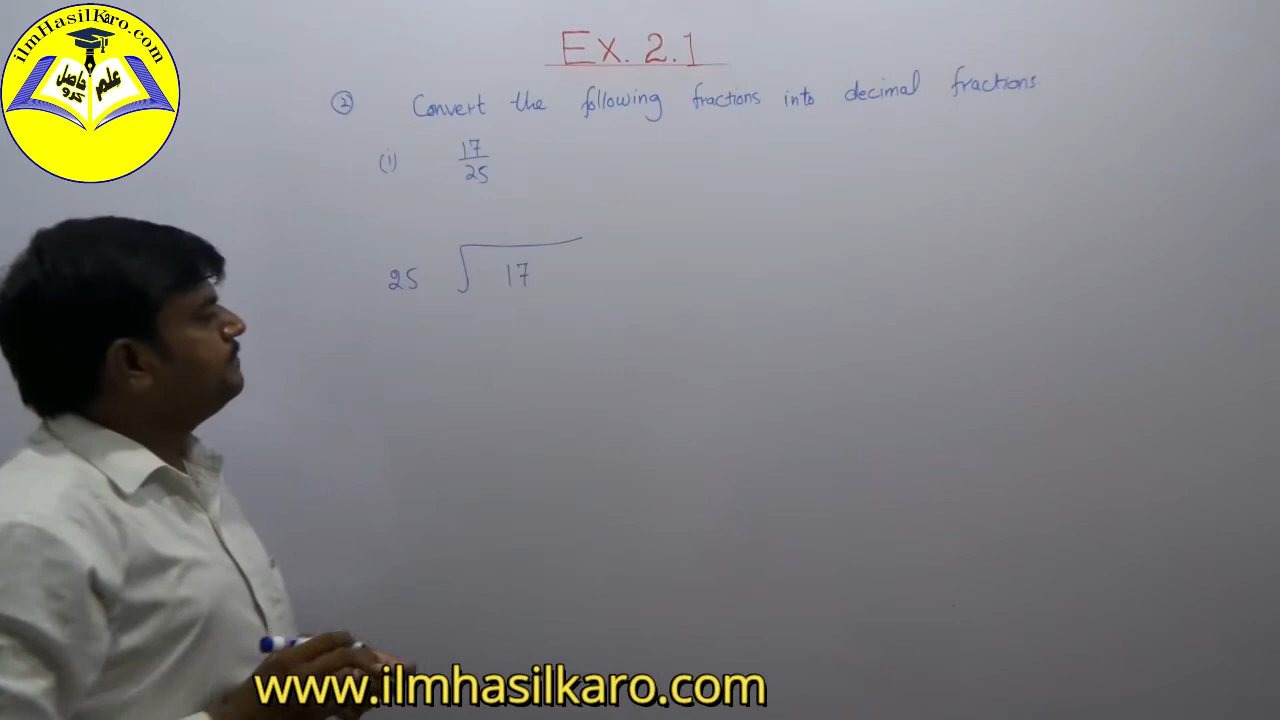 ilmHasilKaro.com
علم حاصل کرو
Ex. 2.1
② Convert the following fractions into decimal fractions.
(i) 17/25
25 √17
www.ilmhasilkaro.com